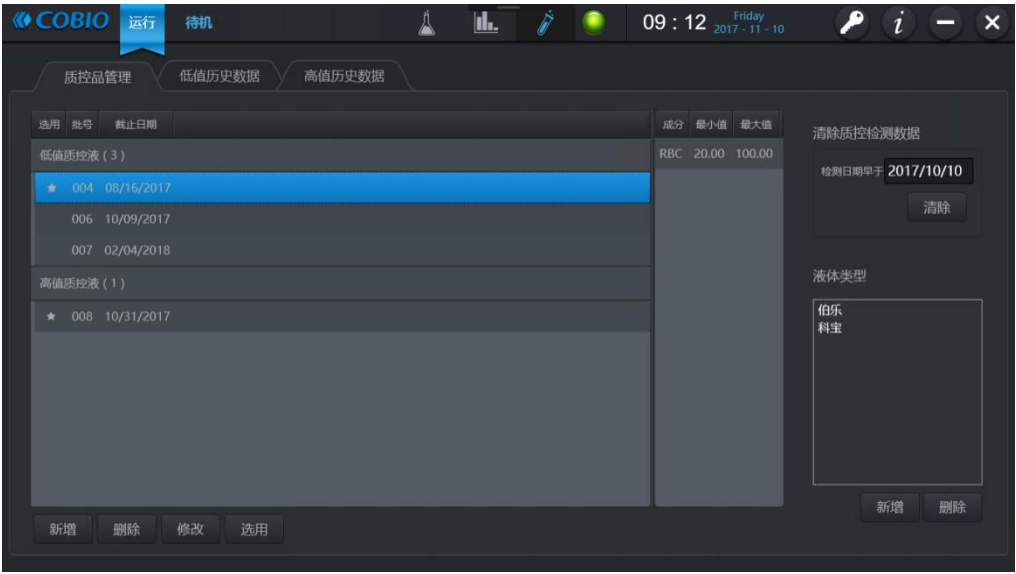 COBIO 运行 待机 09 : 12 Friday 2017 - 11 - 10 i
质控品管理 低值历史数据 高值历史数据
选用 批号 截止日期 成分 最小值 最大值
低值质控液 ( 3 ) RBC 20.00 100.00
★ 004 08/16/2017
006 10/09/2017
007 02/04/2018
高值质控液 ( 1 )
★ 008 10/31/2017
清除质控检测数据
检测日期早于 2017/10/10
清除
液体类型
伯乐
科宝
新增 删除
新增 删除 修改 选用